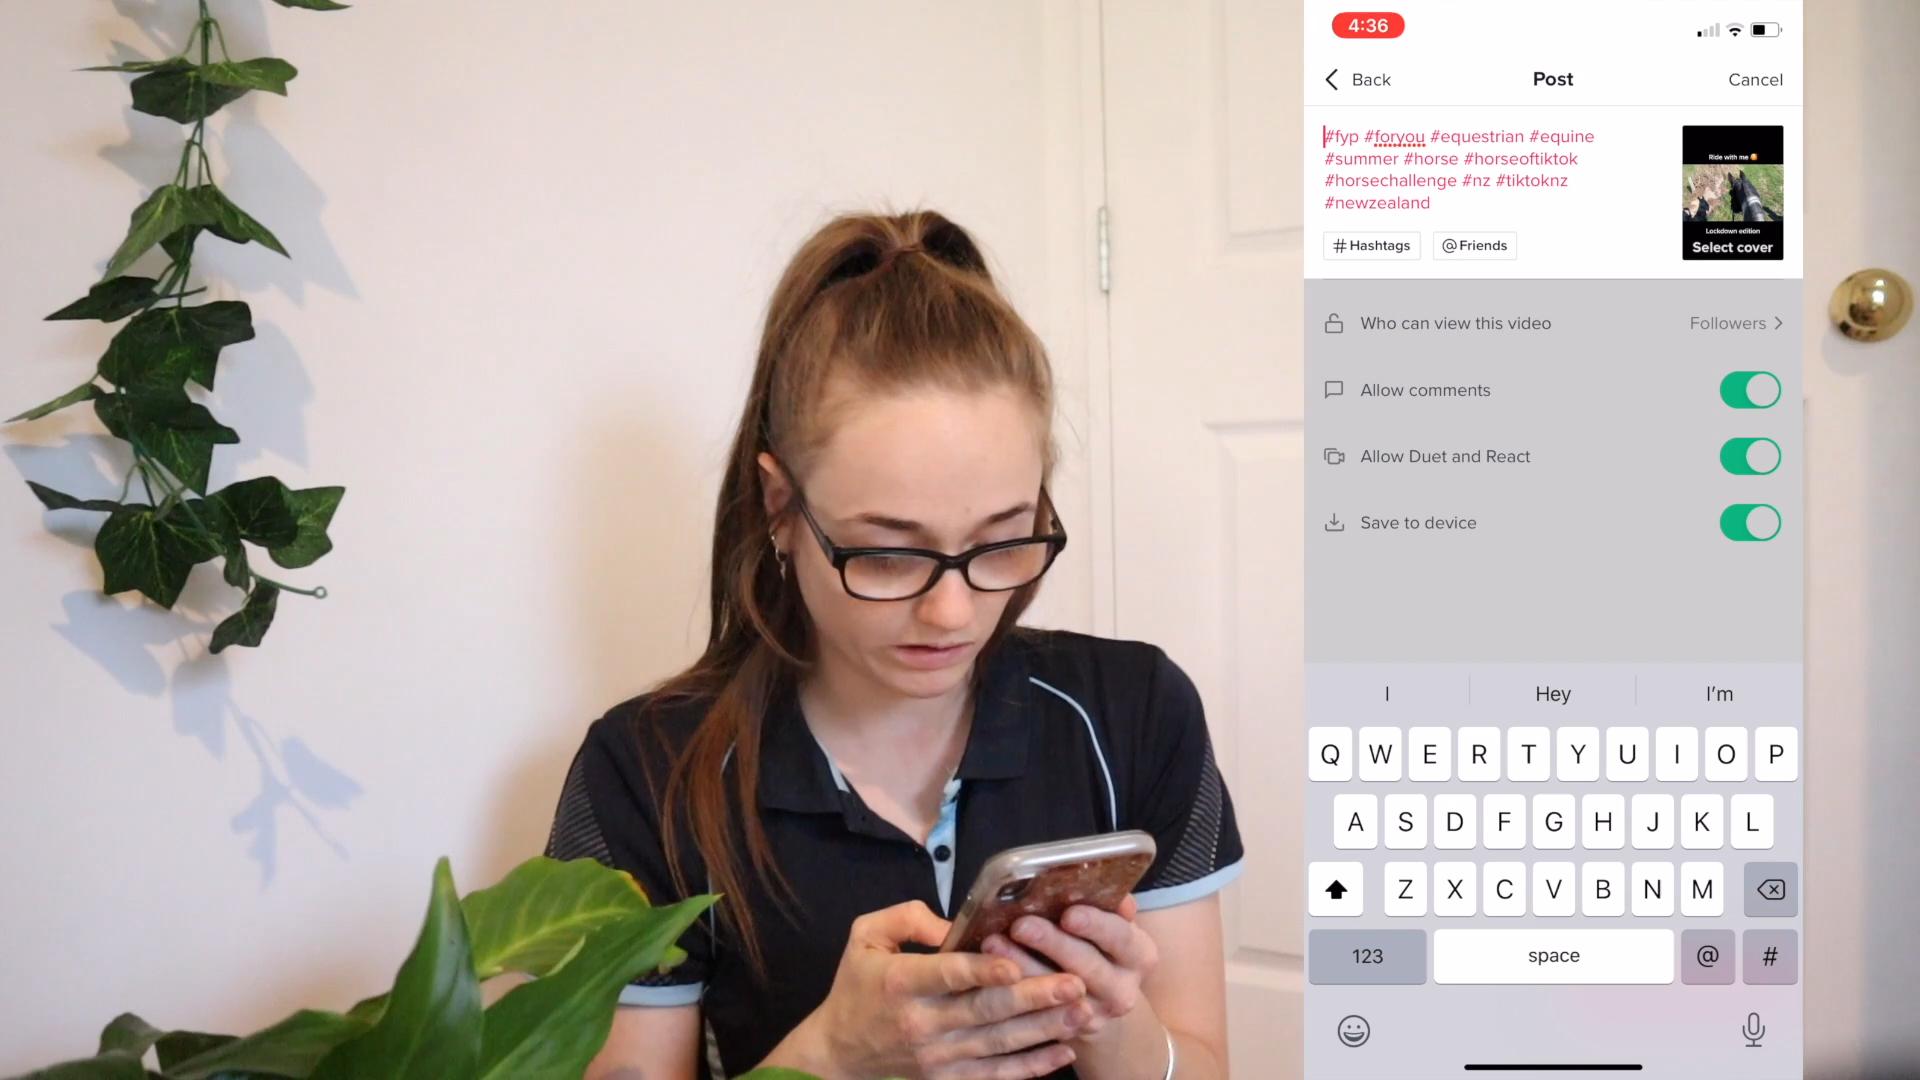 4:36
Back
Post
Cancel
#fyp #foryou #equestrian #equine
#summer #horse #horseoftiktok
#horsechallenge #nz #tiktoknz
#newzealand
Ride with me
Lockdown edition
Select cover
# Hashtags
@ Friends
Who can view this video
Followers
Allow comments
Allow Duet and React
Save to device
I
Hey
I'm
Q W E R T Y U I O P
A S D F G H J K L
Z X C V B N M
123
space
@
#